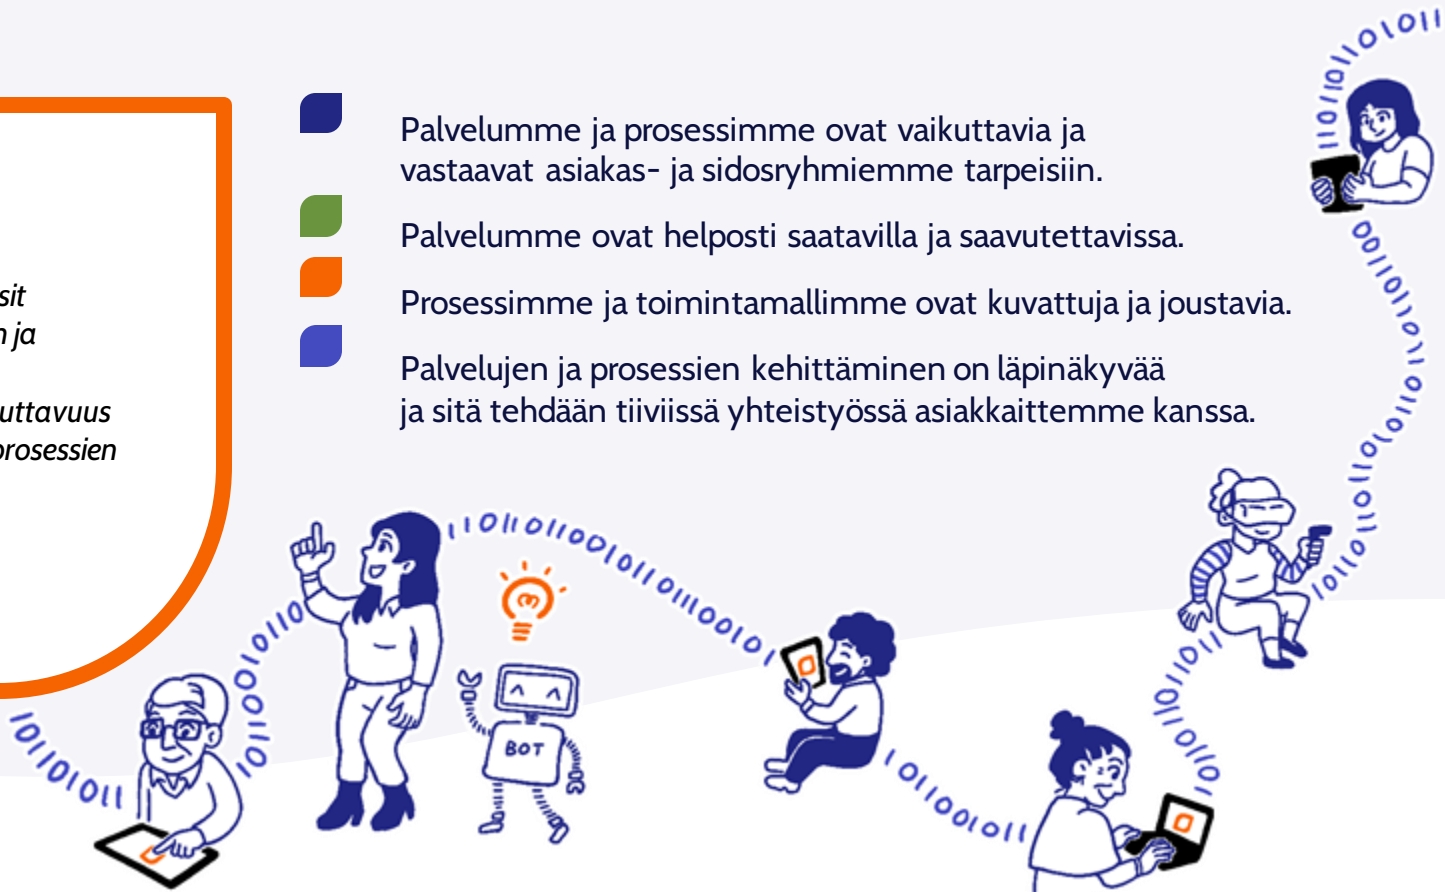 sit
n ja
uttavuus
prosessien
Palvelumme ja prosessimme ovat vaikuttavia ja
vastaavat asiakas- ja sidosryhmiemme tarpeisiin.
Palvelumme ovat helposti saatavilla ja saavutettavissa.
Prosessimme ja toimintamallimme ovat kuvattuja ja joustavia.
Palvelujen ja prosessien kehittäminen on läpinäkyvää
ja sitä tehdään tiiviissä yhteistyössä asiakkaittemme kanssa.
BOT